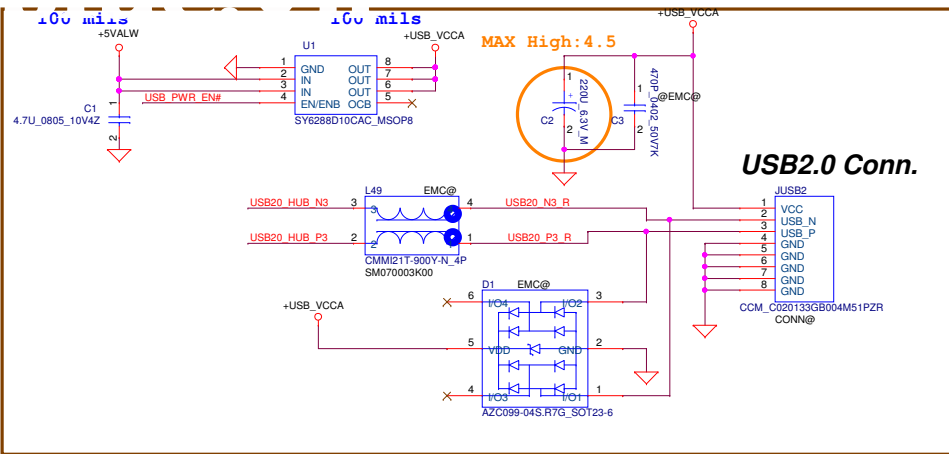 100 mils
100 mils
+5VALW
+USB_VCCA
+USB_VCCA
MAX High:4.5
U1
1 GND OUT 8
2 IN OUT 7
3 IN OUT 6
4 EN/ENB OCB 5
USB_PWR_EN#
SY6288D10CAC_MSOP8
C1
4.7U_0805_10V4Z
1
2
1
+
2
C2
220U_6.3V_M
1
2
C3
470P_0402_50V7K
@EMC@
USB2.0 Conn.
JUSB2
1 VCC
2 USB_N
3 USB_P
4 GND
5 GND
6 GND
7 GND
8 GND
CCM_C020133GB004M51PZR
CONN@
L49
EMC@
USB20_HUB_N3 3 3 4 USB20_N3_R
USB20_HUB_P3 2 2 1 USB20_P3_R
CMMI21T-900Y-N_4P
SM070003K00
D1
EMC@
+USB_VCCA
6 I/O4 I/O2 3
5 VDD GND 2
4 I/O3 I/O1 1
AZC099-04S.R7G_SOT23-6